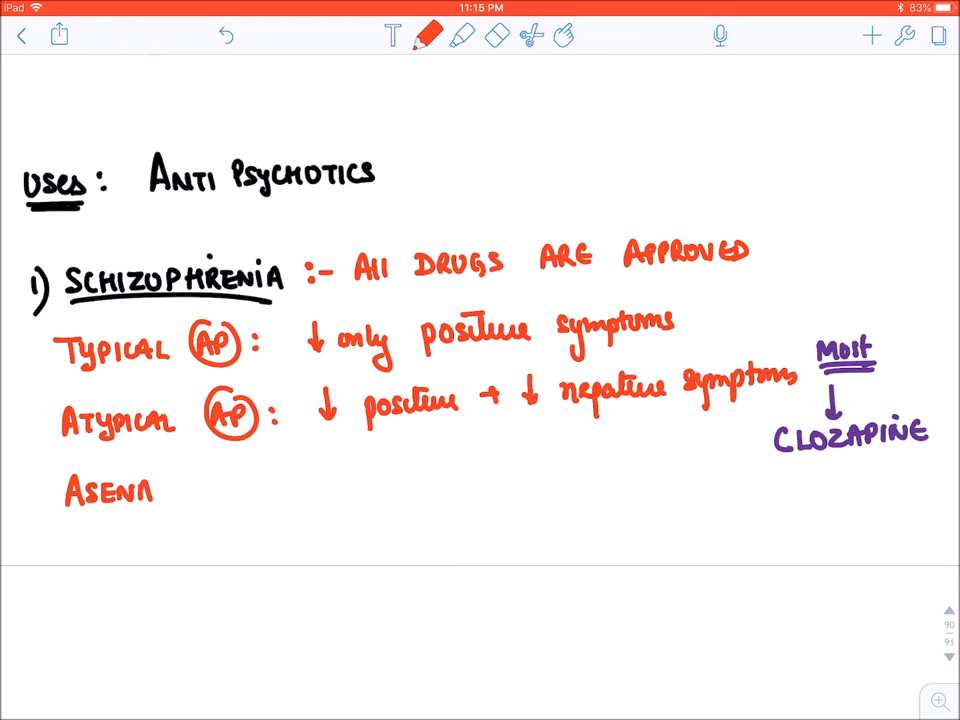 iPad 11:15 PM 83%
T
USes: ANTI PSYCHOTICS
1) SCHIZOPHRENIA :- All DRUGS ARE APPROVED
TYPICAL AP : ↓ only positive symptoms
Most
ATYPICAL AP : ↓ positive + ↓ negative symptoms
↓
CLOZAPINE
ASENA
90
91